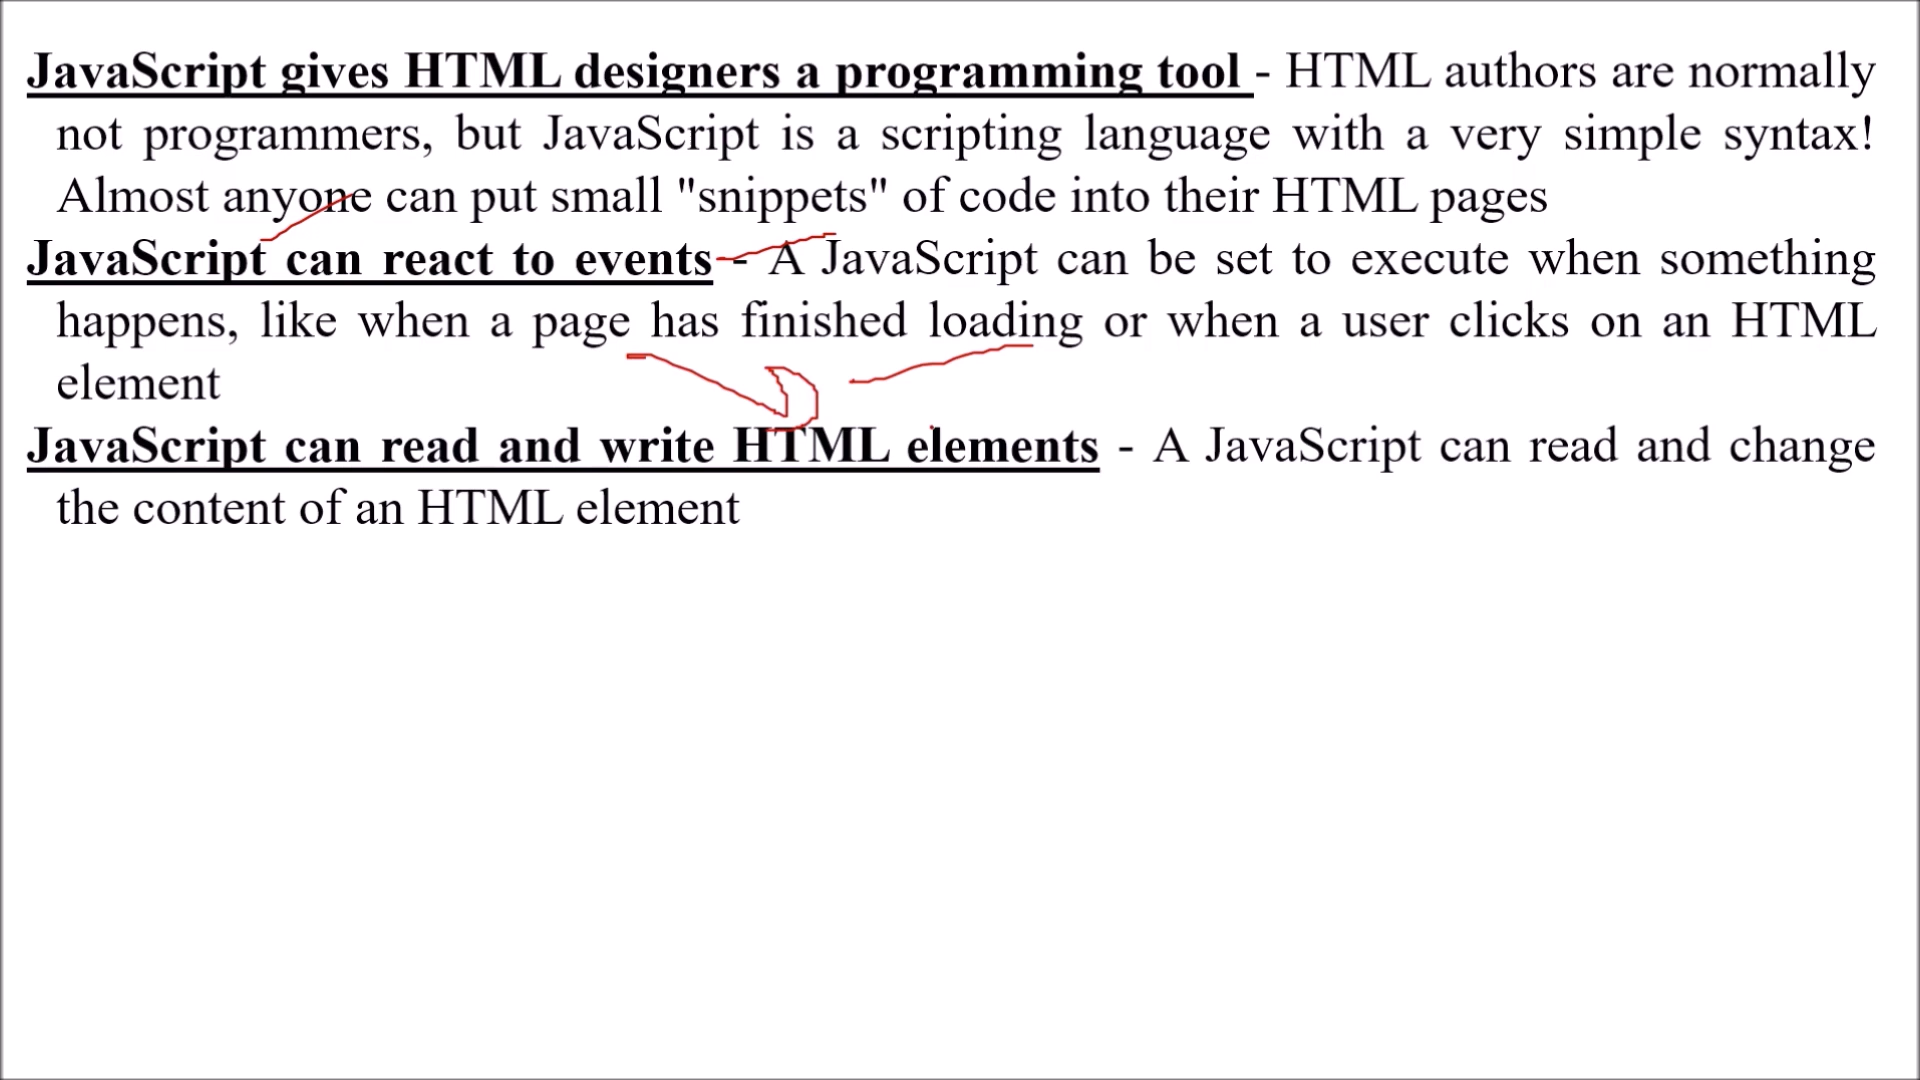 JavaScript gives HTML designers a programming tool - HTML authors are normally
not programmers, but JavaScript is a scripting language with a very simple syntax!
Almost anyone can put small "snippets" of code into their HTML pages
JavaScript can react to events - A JavaScript can be set to execute when something
happens, like when a page has finished loading or when a user clicks on an HTML
element
JavaScript can read and write HTML elements - A JavaScript can read and change
the content of an HTML element